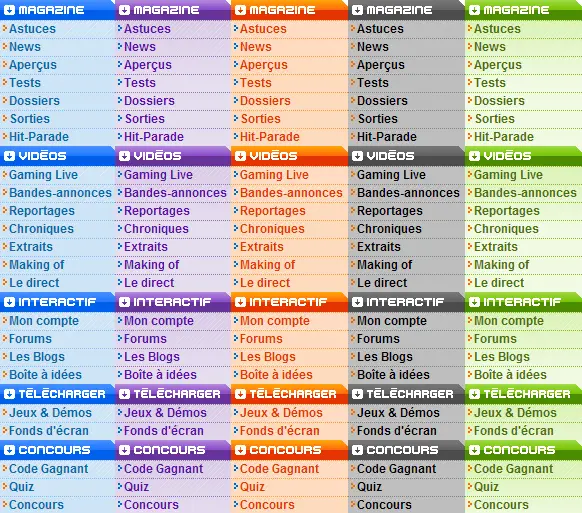 MAGAZINE MAGAZINE MAGAZINE MAGAZINE MAGAZINE
Astuces Astuces Astuces Astuces Astuces
News News News News News
Aperçus Aperçus Aperçus Aperçus Aperçus
Tests Tests Tests Tests Tests
Dossiers Dossiers Dossiers Dossiers Dossiers
Sorties Sorties Sorties Sorties Sorties
Hit-Parade Hit-Parade Hit-Parade Hit-Parade Hit-Parade
VIDÉOS VIDÉOS VIDÉOS VIDÉOS VIDÉOS
Gaming Live Gaming Live Gaming Live Gaming Live Gaming Live
Bandes-annonces Bandes-annonces Bandes-annonces Bandes-annonces Bandes-annonces
Reportages Reportages Reportages Reportages Reportages
Chroniques Chroniques Chroniques Chroniques Chroniques
Extraits Extraits Extraits Extraits Extraits
Making of Making of Making of Making of Making of
Le direct Le direct Le direct Le direct Le direct
INTERACTIF INTERACTIF INTERACTIF INTERACTIF INTERACTIF
Mon compte Mon compte Mon compte Mon compte Mon compte
Forums Forums Forums Forums Forums
Les Blogs Les Blogs Les Blogs Les Blogs Les Blogs
Boîte à idées Boîte à idées Boîte à idées Boîte à idées Boîte à idées
TÉLÉCHARGER TÉLÉCHARGER TÉLÉCHARGER TÉLÉCHARGER TÉLÉCHARGER
Jeux & Démos Jeux & Démos Jeux & Démos Jeux & Démos Jeux & Démos
Fonds d'écran Fonds d'écran Fonds d'écran Fonds d'écran Fonds d'écran
CONCOURS CONCOURS CONCOURS CONCOURS CONCOURS
Code Gagnant Code Gagnant Code Gagnant Code Gagnant Code Gagnant
Quiz Quiz Quiz Quiz Quiz
Concours Concours Concours Concours Concours